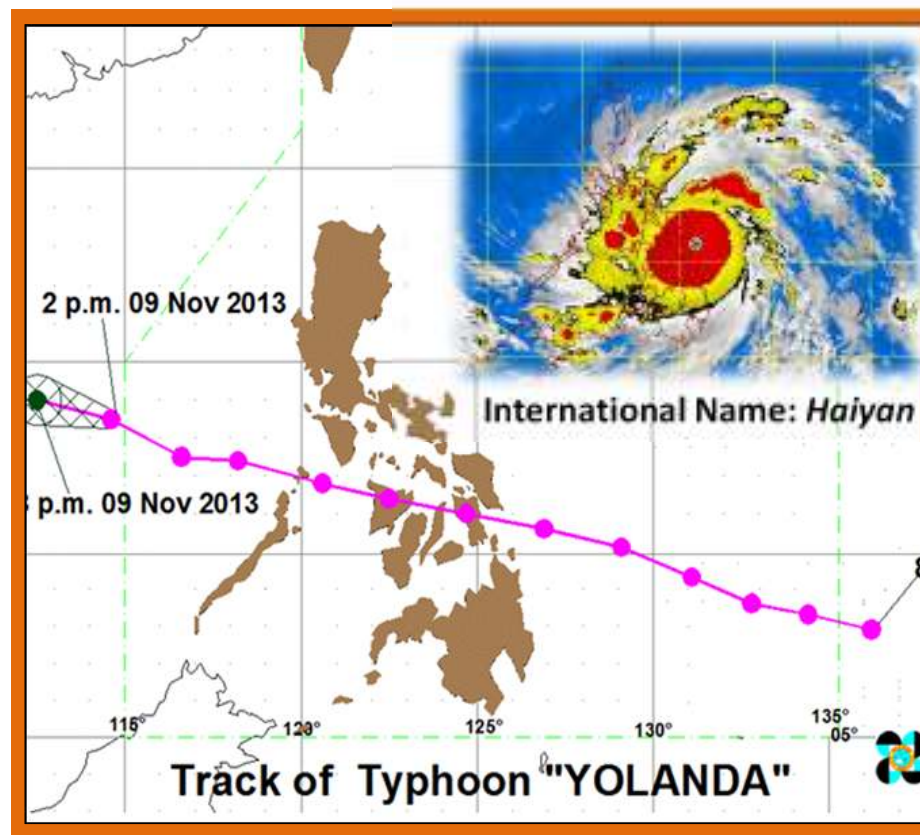 2 p.m. 09 Nov 2013
International Name: Haiyan
p.m. 09 Nov 2013
8
115°
120°
125°
130°
135°
05°
Track of Typhoon "YOLANDA"